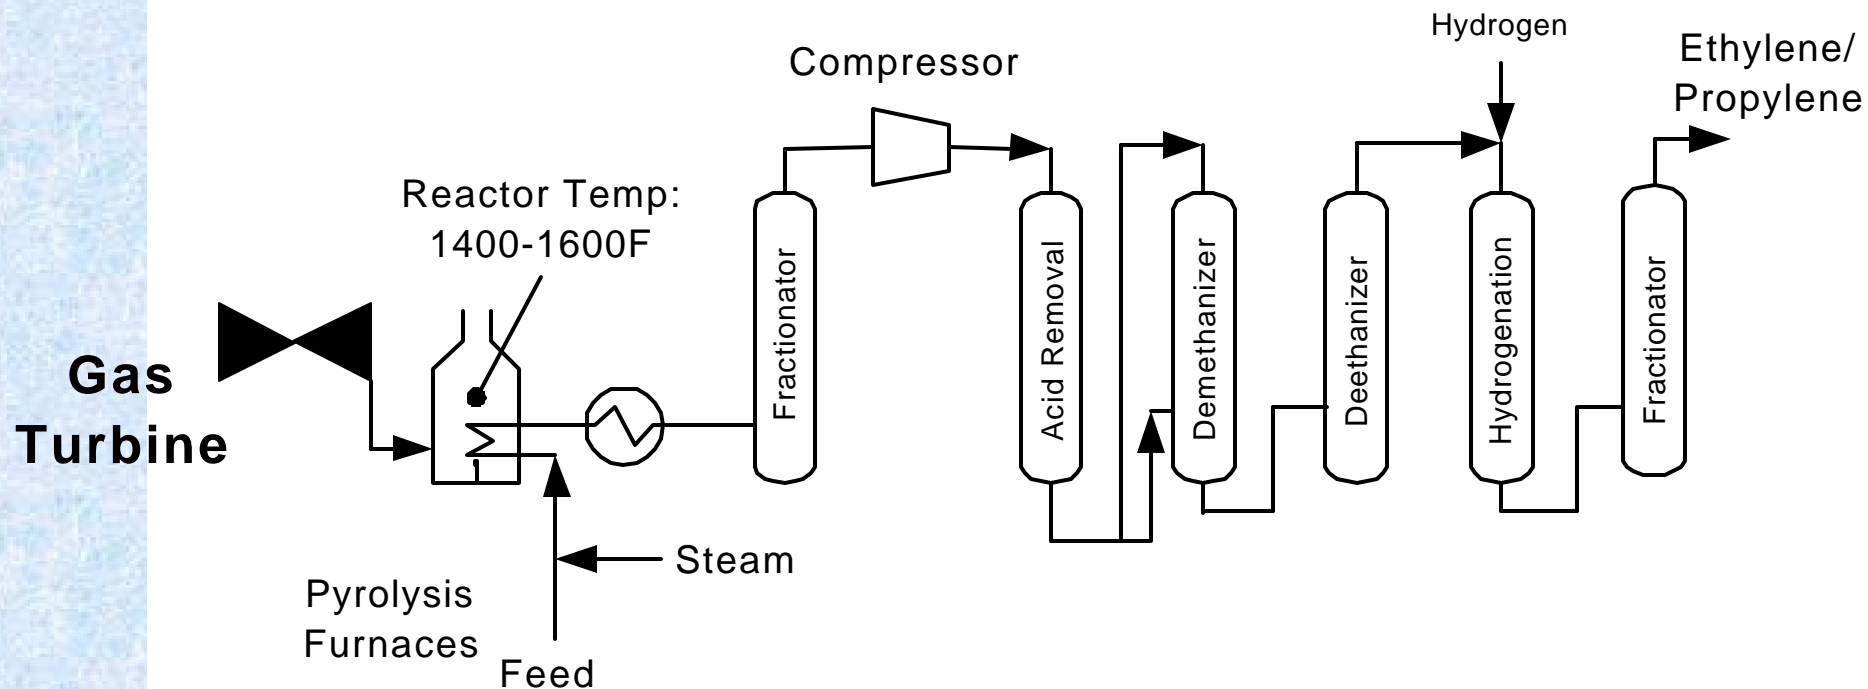 Hydrogen
Ethylene/
Propylene
Compressor
Reactor Temp:
1400-1600F
Gas
Turbine
Fractionator
Acid Removal
Demethanizer
Deethanizer
Hydrogenation
Fractionator
Steam
Pyrolysis
Furnaces
Feed